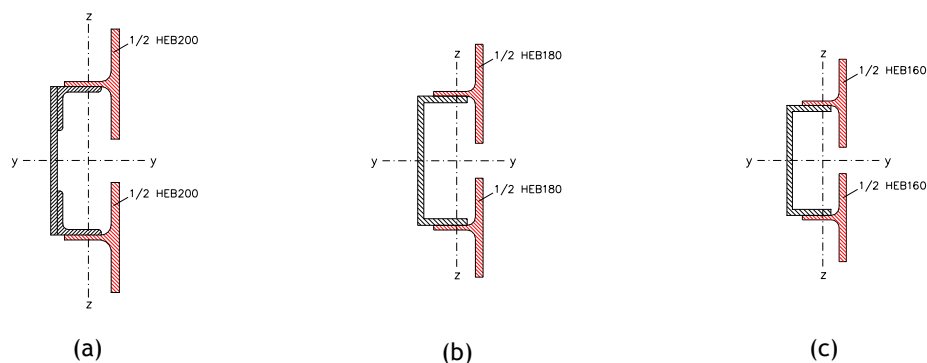 z
1/2 HEB200
y
y
1/2 HEB200
z
(a)
z
1/2 HEB180
y
y
1/2 HEB180
z
(b)
z
1/2 HEB160
y
y
1/2 HEB160
z
(c)